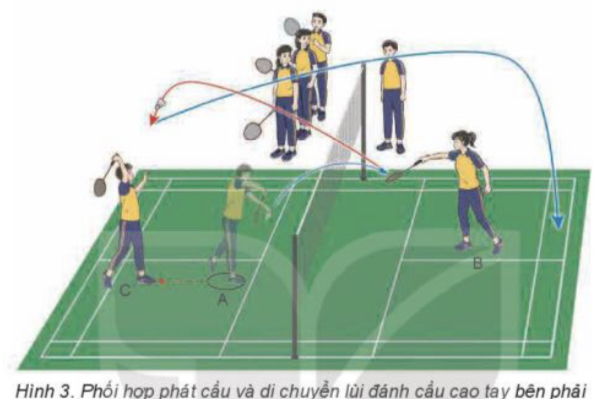 B
C
A
Hình 3. Phối hợp phát cầu và di chuyển lùi đánh cầu cao tay bên phải